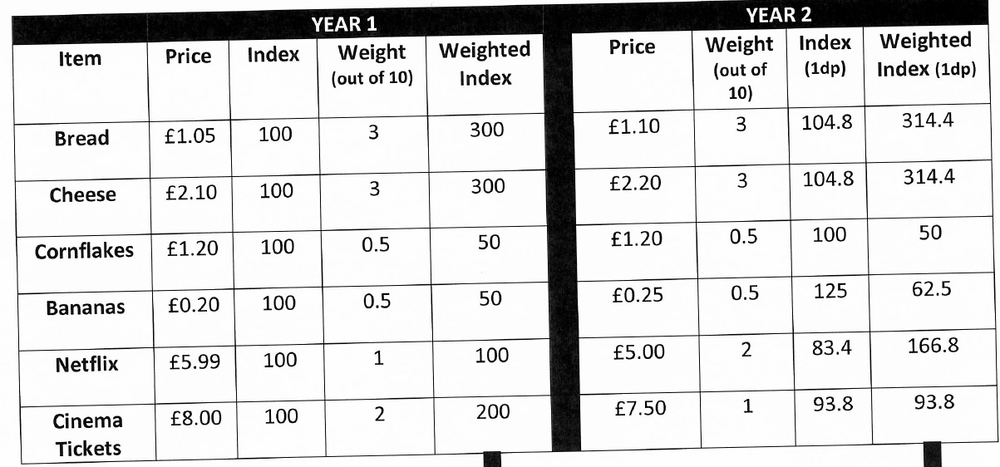 YEAR 1 YEAR 2
Item Price Index Weight (out of 10) Weighted Index Price Weight (out of 10) Index (1dp) Weighted Index (1dp)
Bread £1.05 100 3 300 £1.10 3 104.8 314.4
Cheese £2.10 100 3 300 £2.20 3 104.8 314.4
Cornflakes £1.20 100 0.5 50 £1.20 0.5 100 50
Bananas £0.20 100 0.5 50 £0.25 0.5 125 62.5
Netflix £5.99 100 1 100 £5.00 2 83.4 166.8
Cinema Tickets £8.00 100 2 200 £7.50 1 93.8 93.8